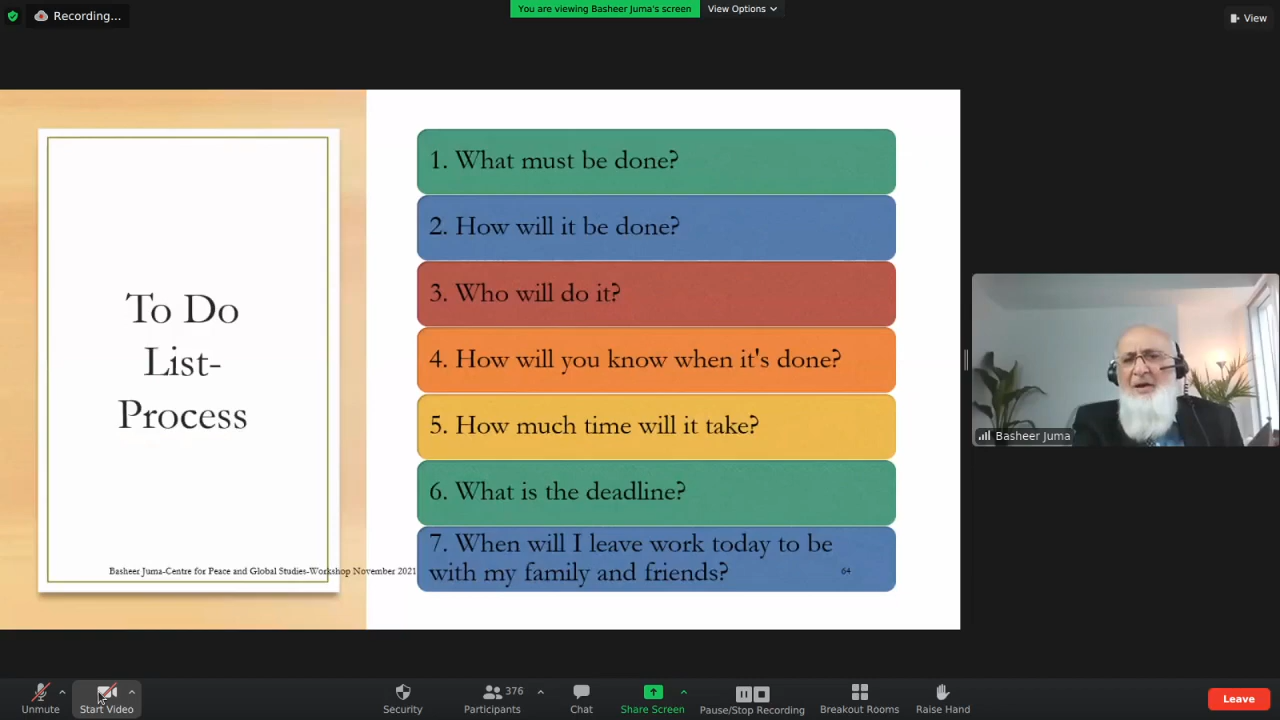 Recording...
You are viewing Basheer Juma's screen
View Options
View
To Do
List-
Process
1. What must be done?
2. How will it be done?
3. Who will do it?
4. How will you know when it's done?
5. How much time will it take?
6. What is the deadline?
7. When will I leave work today to be
with my family and friends?
Basheer Juma-Centre for Peace and Global Studies-Workshop November 2021
64
Basheer Juma
Unmute
Start Video
Security
376
Participants
Chat
Share Screen
Pause/Stop Recording
Breakout Rooms
Raise Hand
Leave